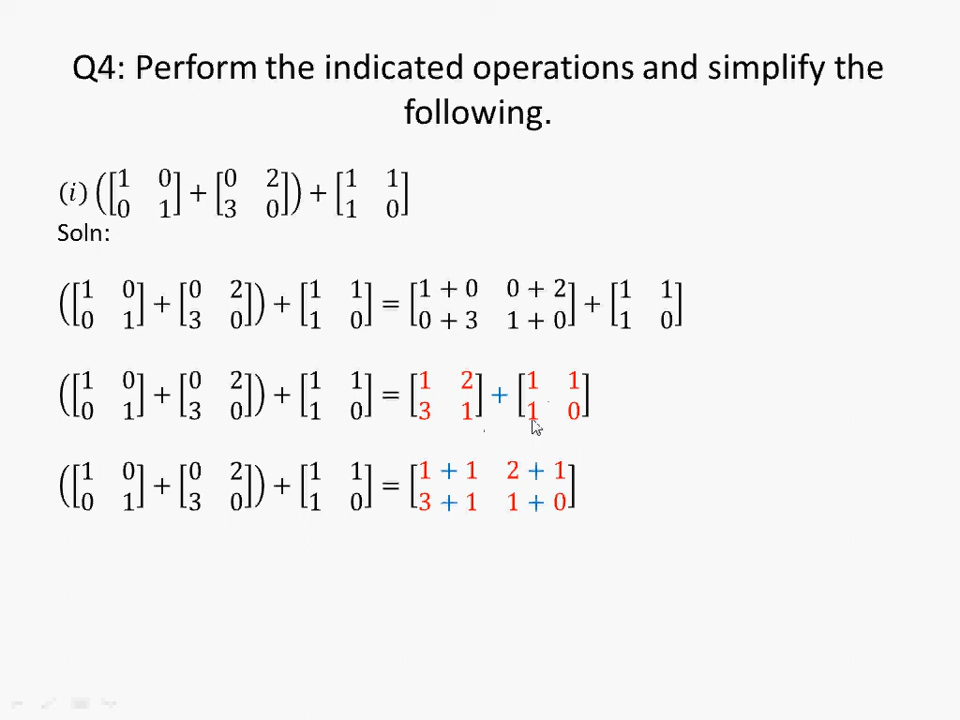 Q4: Perform the indicated operations and simplify the
following.
(i) ([1 0; 0 1] + [0 2; 3 0]) + [1 1; 1 0]
Soln:
([1 0; 0 1] + [0 2; 3 0]) + [1 1; 1 0] = [1 + 0 0 + 2; 0 + 3 1 + 0] + [1 1; 1 0]
([1 0; 0 1] + [0 2; 3 0]) + [1 1; 1 0] = [1 2; 3 1] + [1 1; 1 0]
([1 0; 0 1] + [0 2; 3 0]) + [1 1; 1 0] = [1 + 1 2 + 1; 3 + 1 1 + 0]